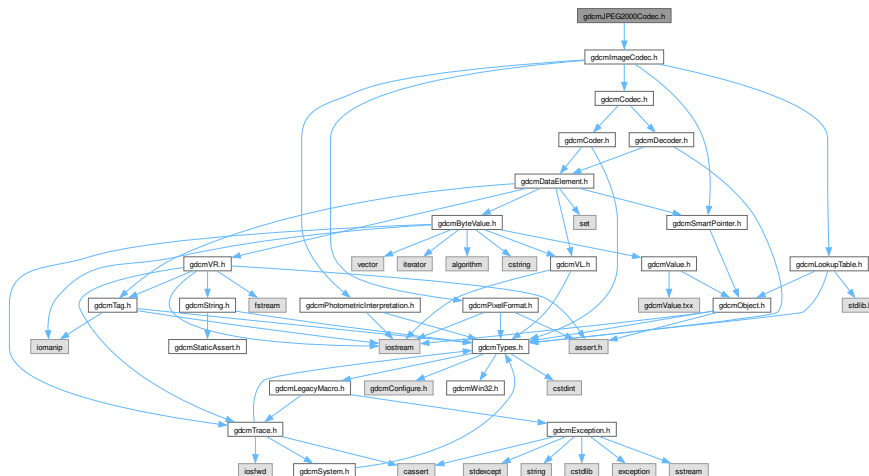 gdcmJPEG2000Codec.h
gdcmImageCodec.h
gdcmCodec.h
gdcmCoder.h
gdcmDecoder.h
gdcmDataElement.h
gdcmByteValue.h
set
gdcmSmartPointer.h
gdcmVR.h
vector
iterator
algorithm
cstring
gdcmVL.h
gdcmValue.h
gdcmLookupTable.h
gdcmTag.h
gdcmString.h
fstream
gdcmPhotometricInterpretation.h
gdcmPixelFormat.h
gdcmValue.txx
gdcmObject.h
stdlib.h
iomanip
gdcmStaticAssert.h
iostream
gdcmTypes.h
assert.h
gdcmLegacyMacro.h
gdcmConfigure.h
gdcmWin32.h
cstdint
gdcmTrace.h
gdcmException.h
iosfwd
gdcmSystem.h
cassert
stdexcept
string
cstdlib
exception
sstream